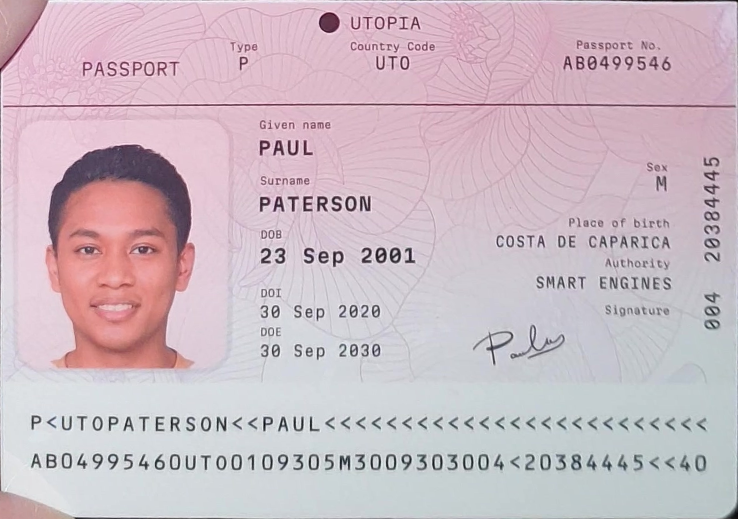 UTOPIA
Type
Country Code
Passport No.
PASSPORT
P
UTO
AB0499546
Given name
PAUL
Surname
PATERSON
DOB
23 Sep 2001
DOI
30 Sep 2020
DOE
30 Sep 2030
Sex
M
Place of birth
COSTA DE CAPARICA
Authority
SMART ENGINES
Signature
Paulus
004 20384445
P<UTOPATERSON<<PAUL<<<<<<<<<<<<<<<<<<<<<<<<<
AB04995460UTO0109305M3009303004<20384445<<40